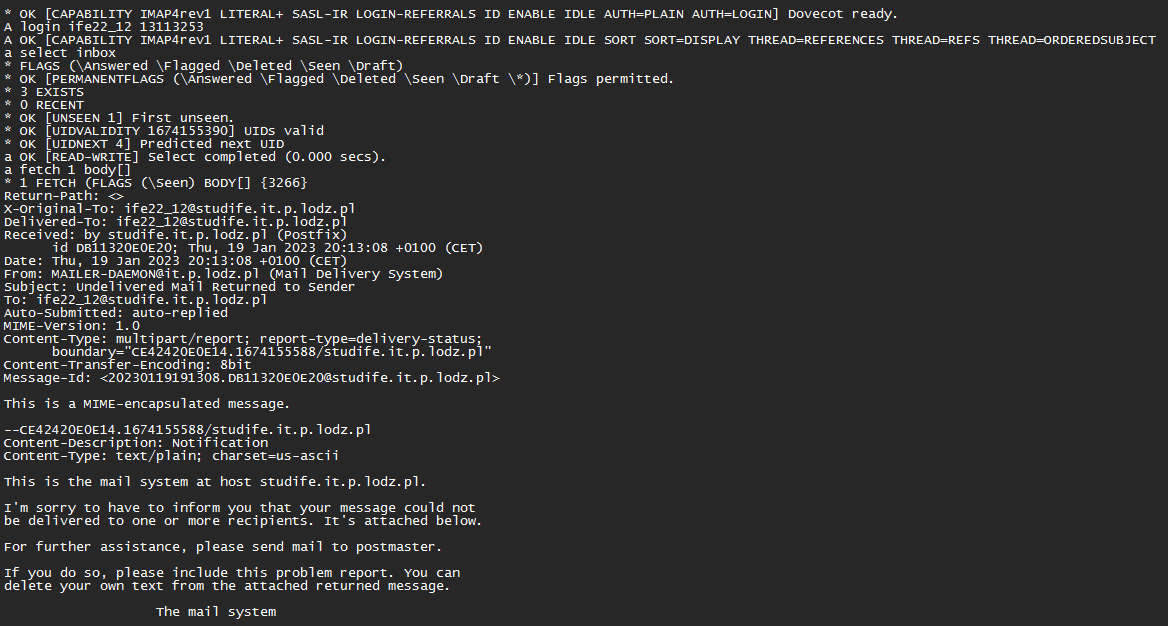 * OK [CAPABILITY IMAP4rev1 LITERAL+ SASL-IR LOGIN-REFERRALS ID ENABLE IDLE AUTH=PLAIN AUTH=LOGIN] Dovecot ready.
A login ife22_12 13113253
A OK [CAPABILITY IMAP4rev1 LITERAL+ SASL-IR LOGIN-REFERRALS ID ENABLE IDLE SORT SORT=DISPLAY THREAD=REFERENCES THREAD=REFS THREAD=ORDEREDSUBJECT
a select inbox
* FLAGS (\Answered \Flagged \Deleted \Seen \Draft)
* OK [PERMANENTFLAGS (\Answered \Flagged \Deleted \Seen \Draft \*)] Flags permitted.
* 3 EXISTS
* 0 RECENT
* OK [UNSEEN 1] First unseen.
* OK [UIDVALIDITY 1674155390] UIDs valid
* OK [UIDNEXT 4] Predicted next UID
a OK [READ-WRITE] Select completed (0.000 secs).
a fetch 1 body[]
* 1 FETCH (FLAGS (\Seen) BODY[] {3266}
Return-Path: <>
X-Original-To: ife22_12@studife.it.p.lodz.pl
Delivered-To: ife22_12@studife.it.p.lodz.pl
Received: by studife.it.p.lodz.pl (Postfix)
id DB11320E0E20; Thu, 19 Jan 2023 20:13:08 +0100 (CET)
Date: Thu, 19 Jan 2023 20:13:08 +0100 (CET)
From: MAILER-DAEMON@it.p.lodz.pl (Mail Delivery System)
Subject: Undelivered Mail Returned to Sender
To: ife22_12@studife.it.p.lodz.pl
Auto-Submitted: auto-replied
MIME-Version: 1.0
Content-Type: multipart/report; report-type=delivery-status;
boundary="CE42420E0E14.1674155588/studife.it.p.lodz.pl"
Content-Transfer-Encoding: 8bit
Message-Id: <20230119191308.DB11320E0E20@studife.it.p.lodz.pl>
This is a MIME-encapsulated message.
--CE42420E0E14.1674155588/studife.it.p.lodz.pl
Content-Description: Notification
Content-Type: text/plain; charset=us-ascii
This is the mail system at host studife.it.p.lodz.pl.
I'm sorry to have to inform you that your message could not
be delivered to one or more recipients. It's attached below.
For further assistance, please send mail to postmaster.
If you do so, please include this problem report. You can
delete your own text from the attached returned message.
The mail system